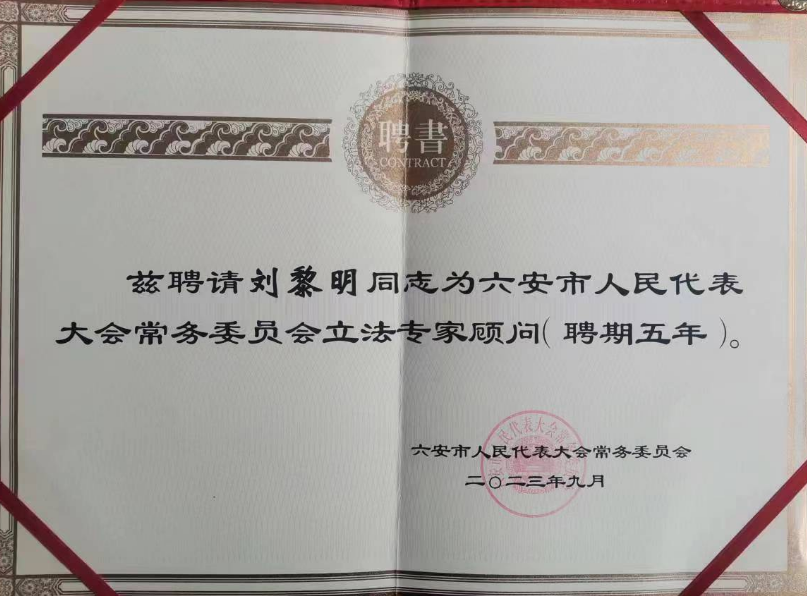 聘書
CONTRACT
兹聘请刘黎明同志为六安市人民代表
大会常务委员会立法专家顾问(聘期五年)。
六安市人民代表大会常务委员会
二〇二三年九月